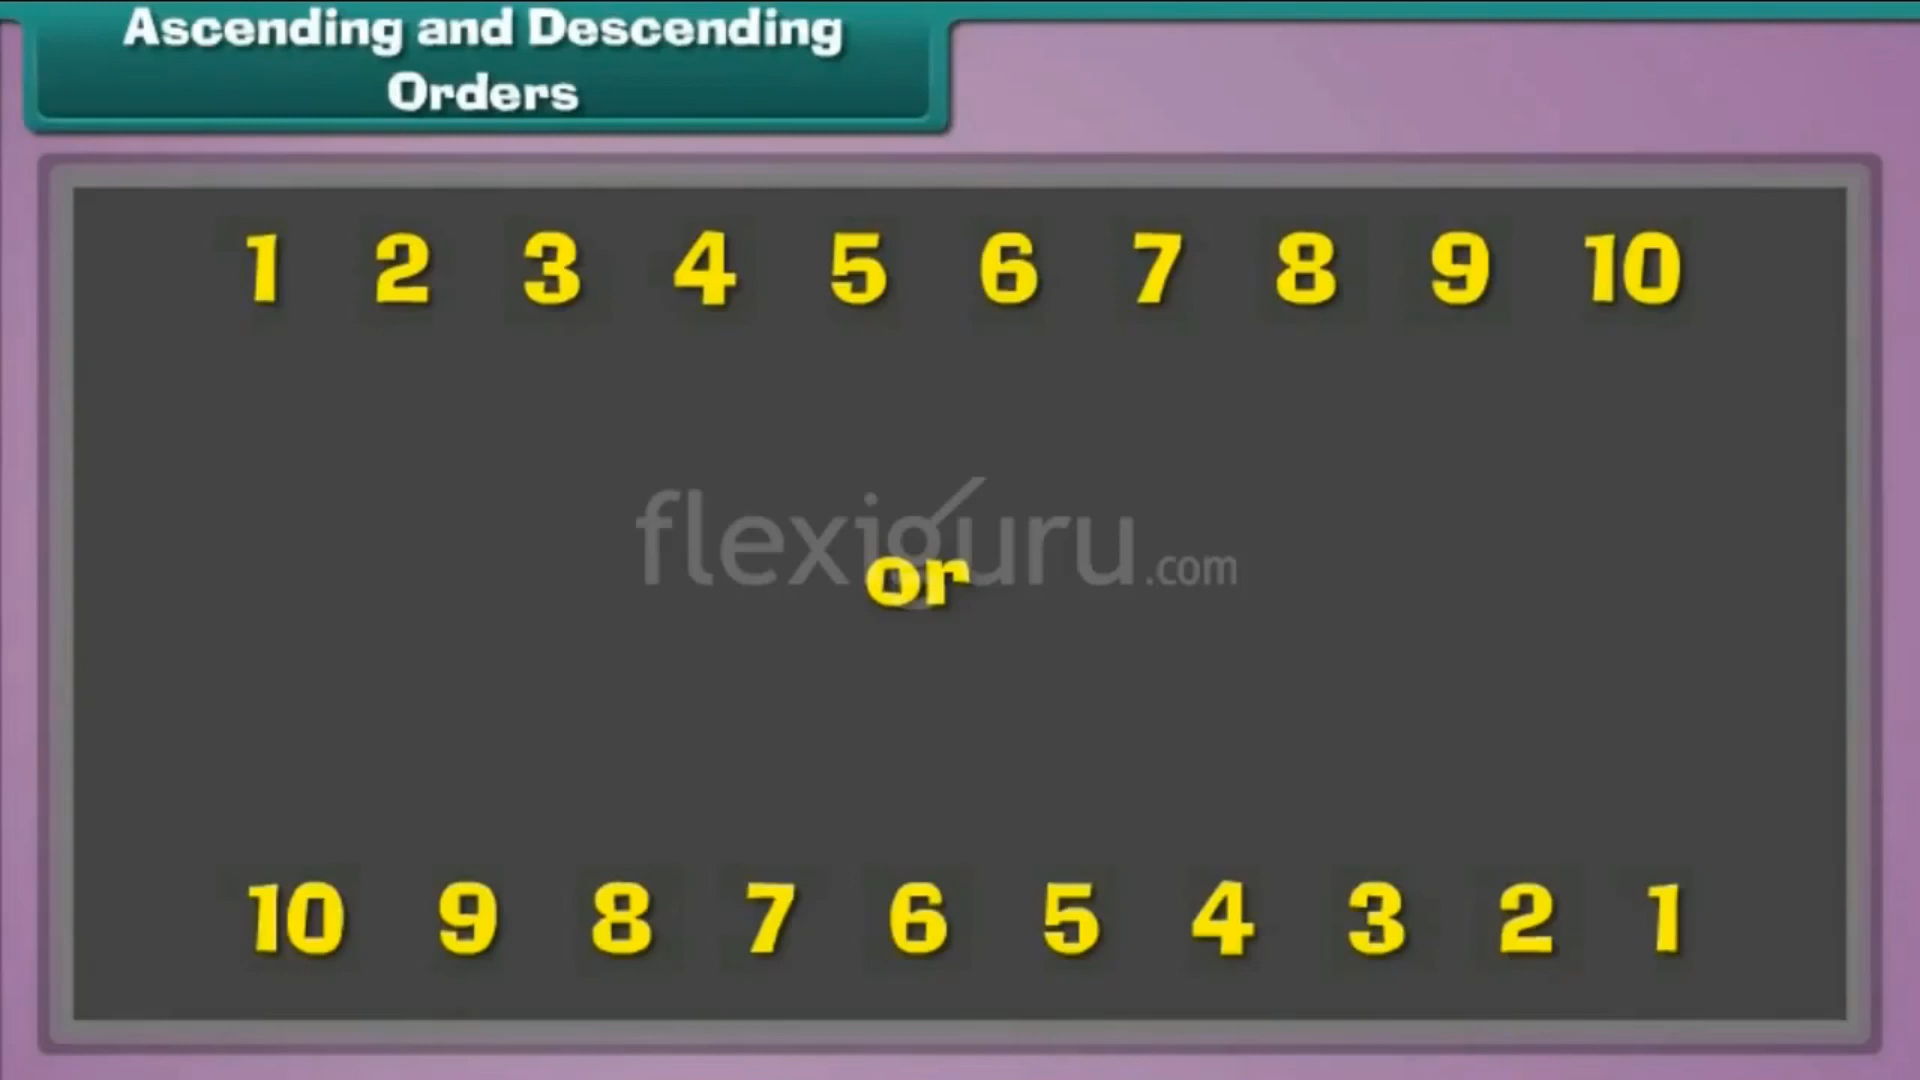 Ascending and Descending
Orders
1 2 3 4 5 6 7 8 9 10
flexiguru.com
or
10 9 8 7 6 5 4 3 2 1